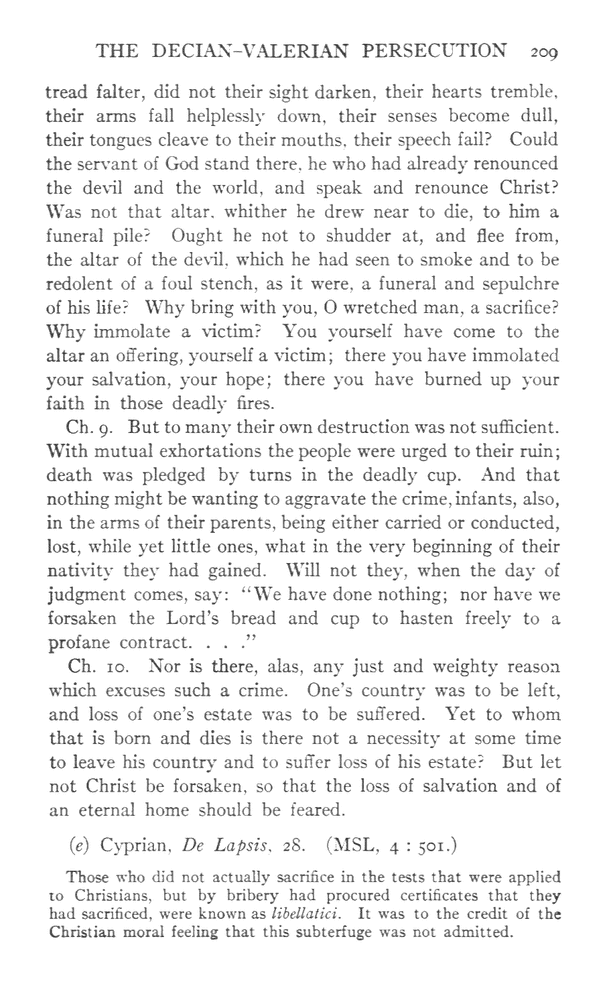 THE DECIAN-VALERIAN PERSECUTION 209
tread falter, did not their sight darken, their hearts tremble,
their arms fall helplessly down, their senses become dull,
their tongues cleave to their mouths, their speech fail? Could
the servant of God stand there, he who had already renounced
the devil and the world, and speak and renounce Christ?
Was not that altar, whither he drew near to die, to him a
funeral pile? Ought he not to shudder at, and flee from,
the altar of the devil, which he had seen to smoke and to be
redolent of a foul stench, as it were, a funeral and sepulchre
of his life? Why bring with you, O wretched man, a sacrifice?
Why immolate a victim? You yourself have come to the
altar an offering, yourself a victim; there you have immolated
your salvation, your hope; there you have burned up your
faith in those deadly fires.
Ch. 9. But to many their own destruction was not sufficient.
With mutual exhortations the people were urged to their ruin;
death was pledged by turns in the deadly cup. And that
nothing might be wanting to aggravate the crime, infants, also,
in the arms of their parents, being either carried or conducted,
lost, while yet little ones, what in the very beginning of their
nativity they had gained. Will not they, when the day of
judgment comes, say: "We have done nothing; nor have we
forsaken the Lord's bread and cup to hasten freely to a
profane contract. . . ."
Ch. 10. Nor is there, alas, any just and weighty reason
which excuses such a crime. One's country was to be left,
and loss of one's estate was to be suffered. Yet to whom
that is born and dies is there not a necessity at some time
to leave his country and to suffer loss of his estate? But let
not Christ be forsaken, so that the loss of salvation and of
an eternal home should be feared.
(e) Cyprian, De Lapsis, 28. (MSL, 4 : 501.)
Those who did not actually sacrifice in the tests that were applied
to Christians, but by bribery had procured certificates that they
had sacrificed, were known as libellatici. It was to the credit of the
Christian moral feeling that this subterfuge was not admitted.